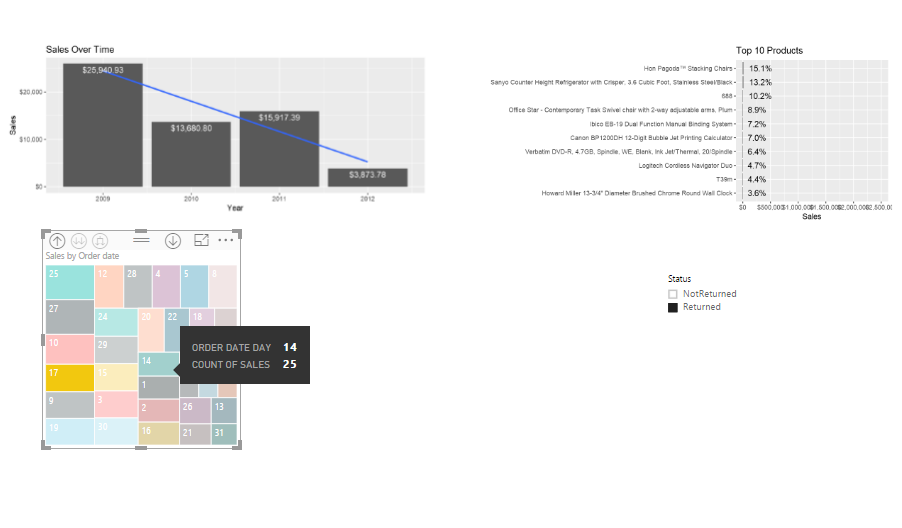 Sales Over Time
$25,940.93
$13,680.80
$15,917.39
$3,873.78
$20,000
$10,000
$0
Sales
2009
2010
2011
2012
Year
Top 10 Products
Hon Pagoda™ Stacking Chairs 15.1%
Sanyo Counter Height Refrigerator with Crisper, 3.6 Cubic Foot, Stainless Steel/Black 13.2%
688 10.2%
Office Star - Contemporary Task Swivel chair with 2-way adjustable arms, Plum 8.9%
Ibico EB-19 Dual Function Manual Binding System 7.2%
Canon BP1200DH 12-Digit Bubble Jet Printing Calculator 7.0%
Verbatim DVD-R, 4.7GB, Spindle, WE, Blank, Ink Jet/Thermal, 20/Spindle 6.4%
Logitech Cordless Navigator Duo 4.7%
T39m 4.4%
Howard Miller 13-3/4" Diameter Brushed Chrome Round Wall Clock 3.6%
$0 $500,000 $1,000,000 $1,500,000 $2,000,000
Sales
Sales by Order date
25 12 28 4 5
27 24 20 22 18
10 29 14
17 15 1
9 3 2 26 13
19 30 16 21 31
ORDER DATE DAY 14
COUNT OF SALES 25
Status
NotReturned
Returned